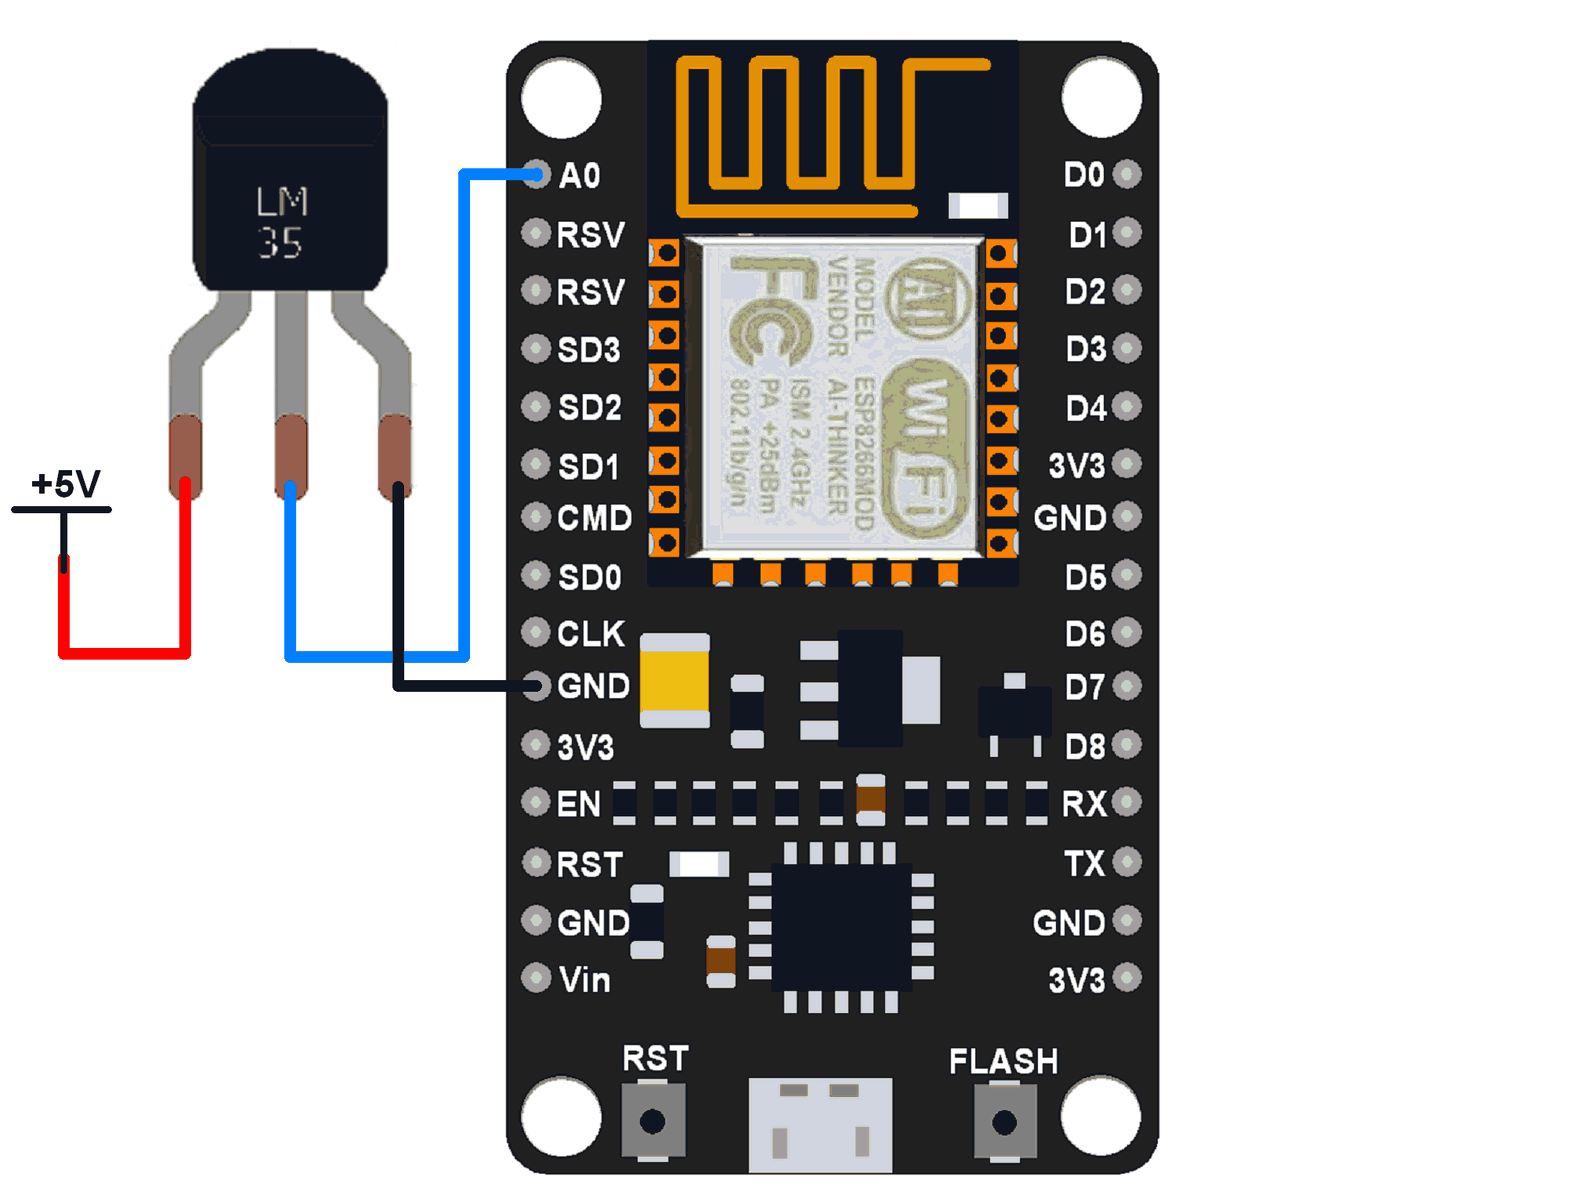 LM
35
+5V
A0
RSV
RSV
SD3
SD2
SD1
CMD
SD0
CLK
GND
3V3
EN
RST
GND
Vin
D0
D1
D2
D3
D4
3V3
GND
D5
D6
D7
D8
RX
TX
GND
3V3
AI
WiFi
MODEL ESP8266MOD
VENDOR AI-THINKER
ISM 2.4GHz
PA +25dBm
802.11b/g/n
FC
RST
FLASH